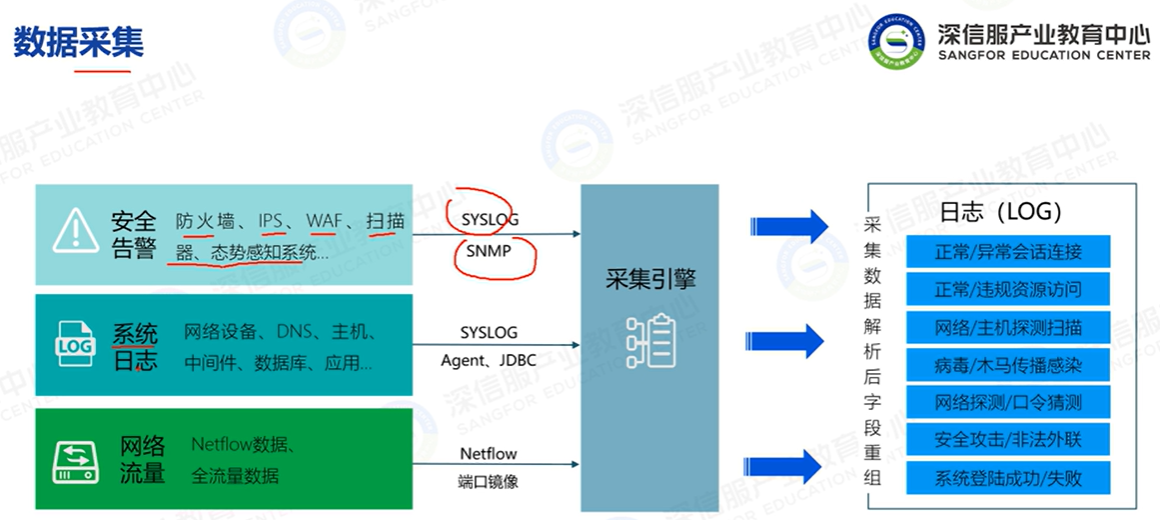 数据采集
深信服产业教育中心
SANGFOR EDUCATION CENTER
安全
告警
防火墙、IPS、WAF、扫描
器、态势感知系统...
SYSLOG
SNMP
LOG
系统
日志
网络设备、DNS、主机、
中间件、数据库、应用...
SYSLOG
Agent、JDBC
网络
流量
Netflow数据、
全流量数据
Netflow
端口镜像
采集引擎
采集数据解析后字段重组
日志（LOG）
正常/异常会话连接
正常/违规资源访问
网络/主机探测扫描
病毒/木马传播感染
网络探测/口令猜测
安全攻击/非法外联
系统登陆成功/失败